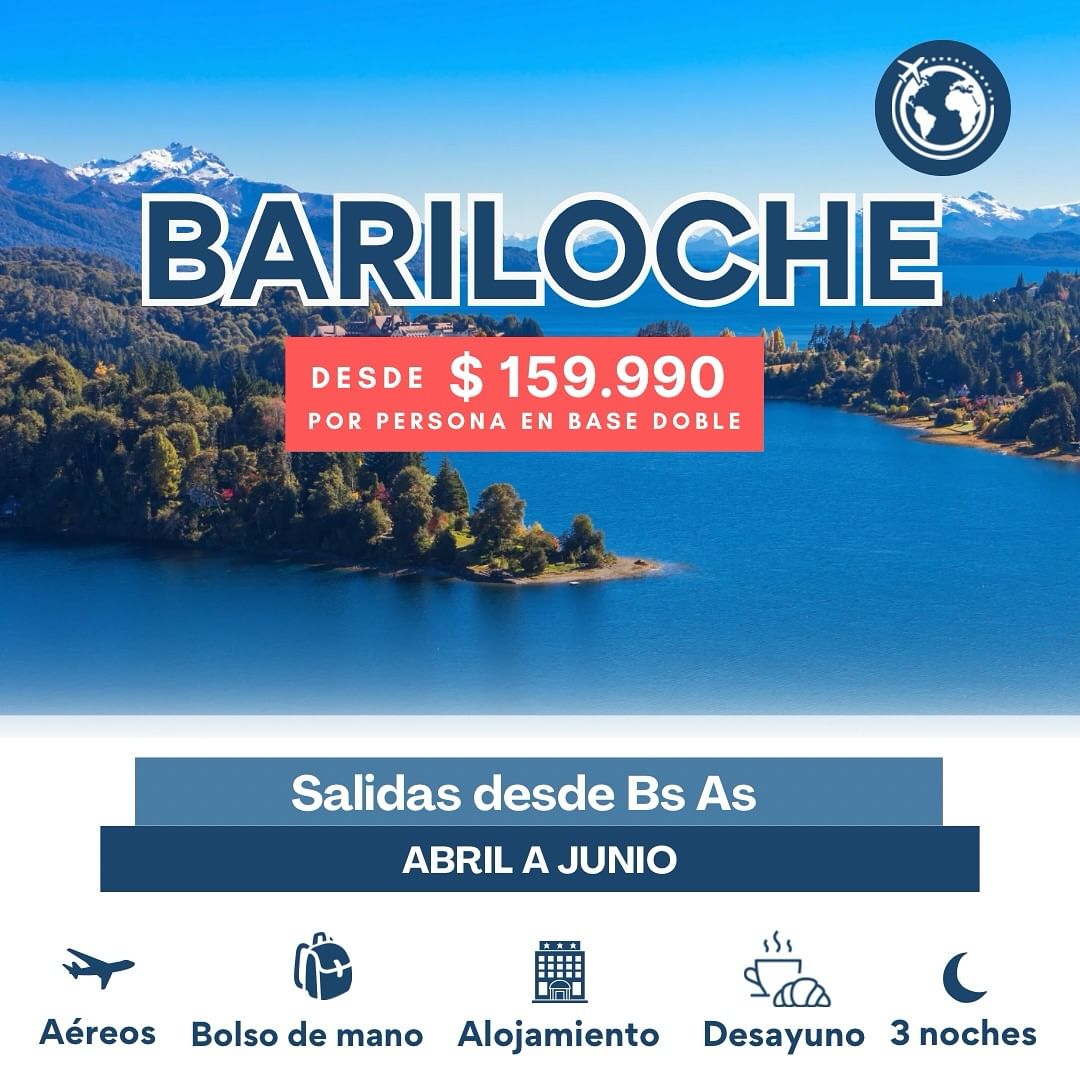 BARILOCHE
DESDE $ 159.990
POR PERSONA EN BASE DOBLE
Salidas desde Bs As
ABRIL A JUNIO
Aéreos
Bolso de mano
Alojamiento
Desayuno
3 noches